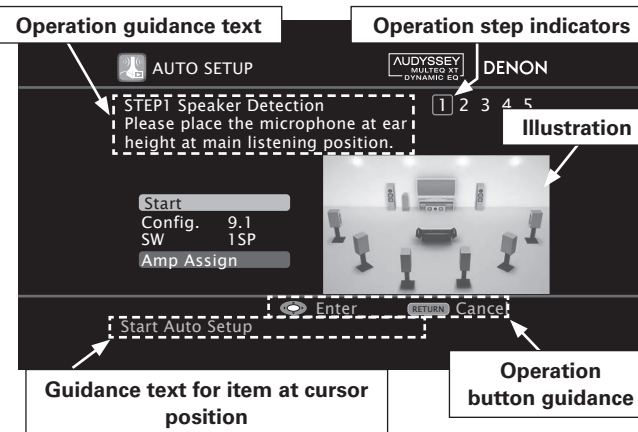 Operation guidance text
Operation step indicators
AUTO SETUP
AUDYSSEY
MULTEQ XT
DYNAMIC EQ
DENON
STEP1 Speaker Detection
Please place the microphone at ear
height at main listening position.
1 2 3 4 5
Illustration
Start
Config. 9.1
SW 1SP
Amp Assign
Enter
RETURN Cancel
Start Auto Setup
Guidance text for item at cursor
position
Operation
button guidance